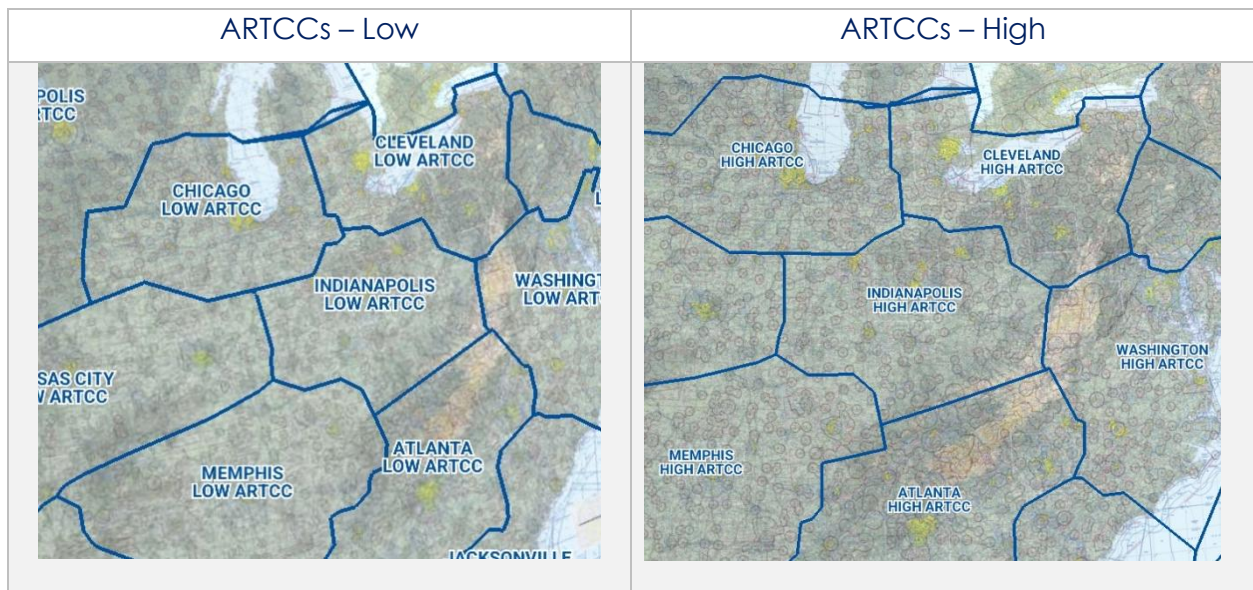 ARTCCs – Low
ARTCCs – High
POLIS
RTCC
CLEVELAND
LOW ARTCC
CHICAGO
LOW ARTCC
INDIANAPOLIS
LOW ARTCC
WASHINGT
LOW ART
SAS CITY
W ARTCC
ATLANTA
LOW ARTCC
MEMPHIS
LOW ARTCC
JACKSONVILLE
CHICAGO
HIGH ARTCC
CLEVELAND
HIGH ARTCC
INDIANAPOLIS
HIGH ARTCC
WASHINGTON
HIGH ARTCC
MEMPHIS
HIGH ARTCC
ATLANTA
HIGH ARTCC